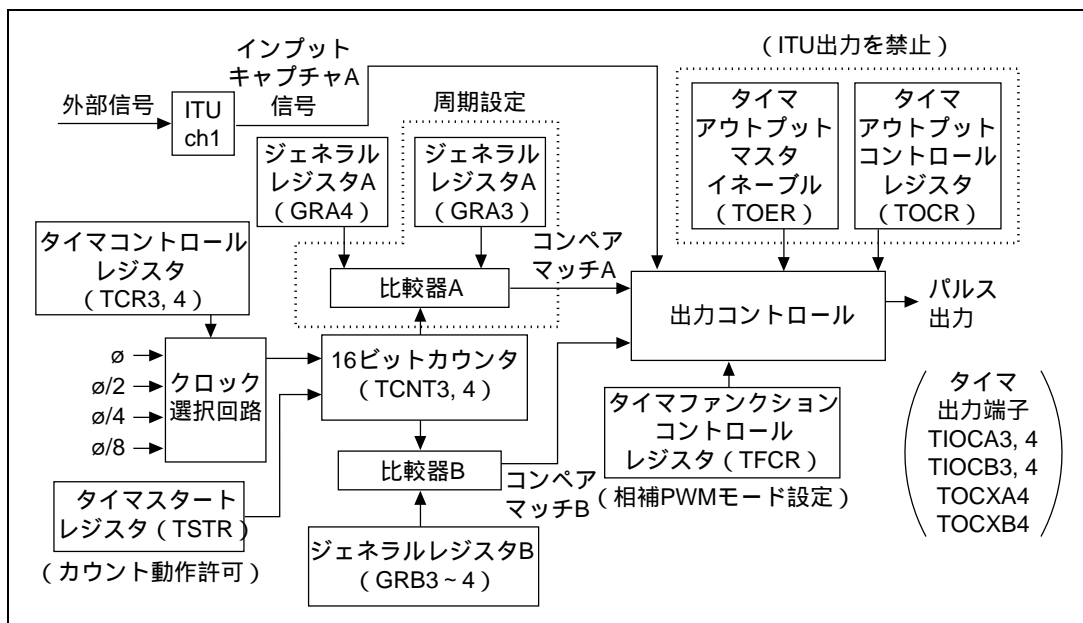 (ITU出力を禁止)
インプット
キャプチャA
信号
外部信号
ITU
ch1
周期設定
タイマ
アウトプット
マスタ
イネーブル
(TOER)
タイマ
アウトプット
コントロール
レジスタ
(TOCR)
ジェネラル
レジスタA
(GRA4)
ジェネラル
レジスタA
(GRA3)
タイマコントロール
レジスタ
(TCR3, 4)
コンペア
マッチA
比較器A
出力コントロール
パルス
出力
ø
ø/2
ø/4
ø/8
クロック
選択回路
16ビットカウンタ
(TCNT3, 4)
タイマファンクション
コントロール
レジスタ(TFCR)
(相補PWMモード設定)
タイマ
出力端子
TIOCA3, 4
TIOCB3, 4
TOCXA4
TOCXB4
比較器B
コンペア
マッチB
タイマスタート
レジスタ(TSTR)
(カウント動作許可)
ジェネラルレジスタB
(GRB3~4)